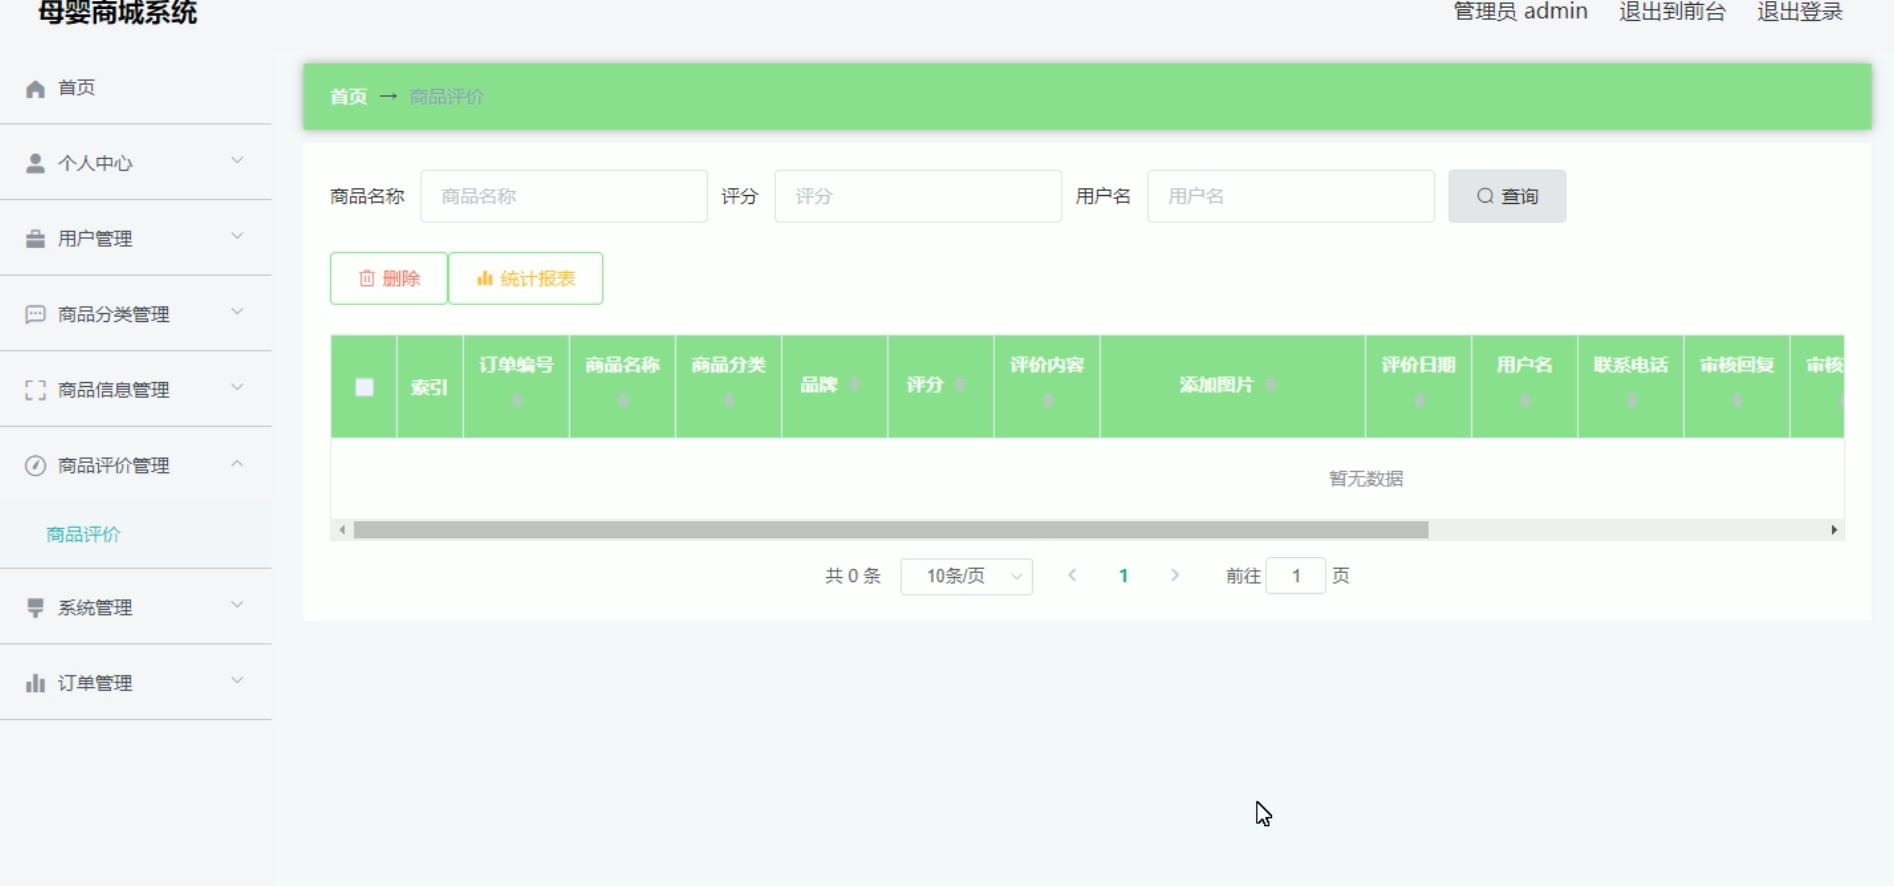 母婴商城系统
管理员 admin 退出到前台 退出登录
首页
个人中心
用户管理
商品分类管理
商品信息管理
商品评价管理
商品评价
系统管理
订单管理
首页 → 商品评价
商品名称 商品名称 评分 评分 用户名 用户名 查询
删除 统计报表
索引 订单编号 商品名称 商品分类 品牌 评分 评价内容 添加图片 评价日期 用户名 联系电话 审核回复 审核
暂无数据
共 0 条 10条/页 1 前往 1 页